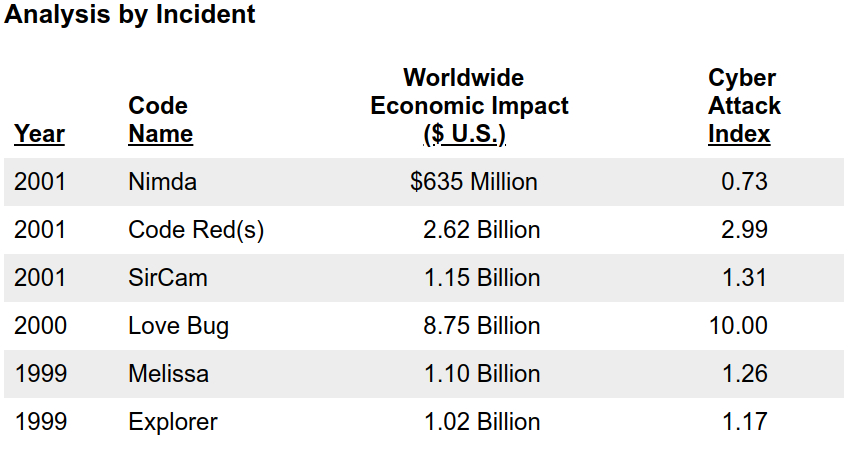 Analysis by Incident
Year Code Name Worldwide Economic Impact ($ U.S.) Cyber Attack Index
2001 Nimda $635 Million 0.73
2001 Code Red(s) 2.62 Billion 2.99
2001 SirCam 1.15 Billion 1.31
2000 Love Bug 8.75 Billion 10.00
1999 Melissa 1.10 Billion 1.26
1999 Explorer 1.02 Billion 1.17